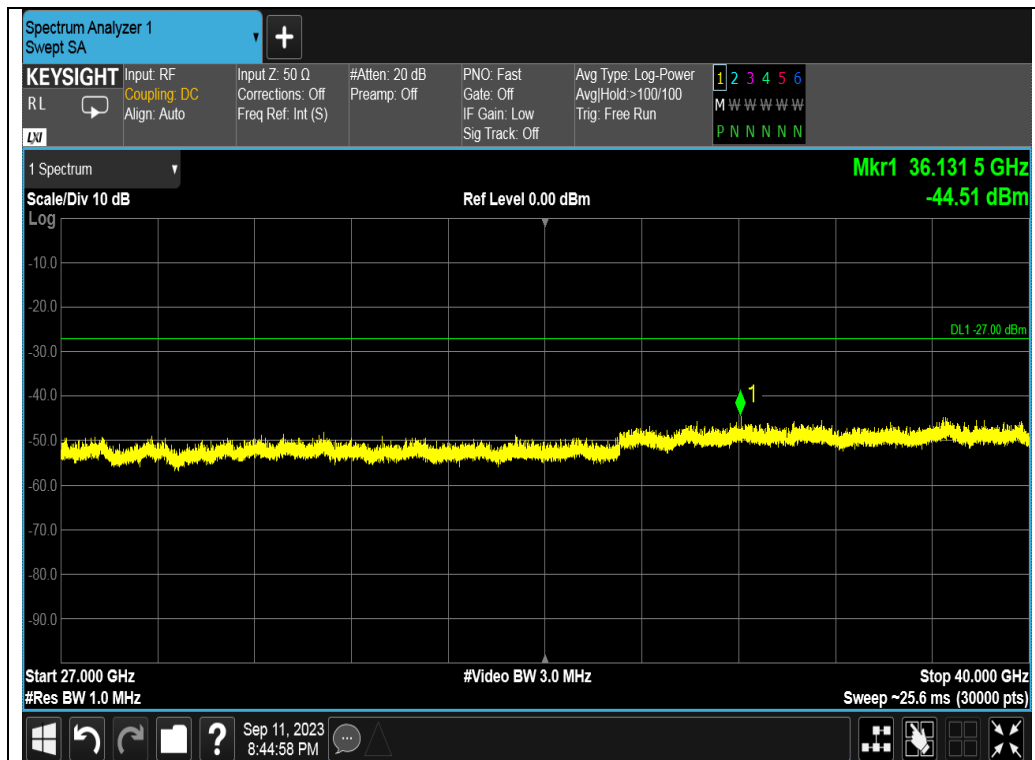 Spectrum Analyzer 1
Swept SA
+
KEYSIGHT
RL
LXI
Input: RF
Coupling: DC
Align: Auto
Input Z: 50 Ω
Corrections: Off
Freq Ref: Int (S)
#Atten: 20 dB
Preamp: Off
PNO: Fast
Gate: Off
IF Gain: Low
Sig Track: Off
Avg Type: Log-Power
Avg|Hold:>100/100
Trig: Free Run
1 2 3 4 5 6
M W W W W W
P N N N N N
1 Spectrum
Mkr1 36.131 5 GHz
Scale/Div 10 dB
Ref Level 0.00 dBm
-44.51 dBm
Log
-10.0
-20.0
DL1 -27.00 dBm
-30.0
-40.0
1
-50.0
-60.0
-70.0
-80.0
-90.0
Start 27.000 GHz
#Video BW 3.0 MHz
Stop 40.000 GHz
#Res BW 1.0 MHz
Sweep ~25.6 ms (30000 pts)
?
Sep 11, 2023
8:44:58 PM